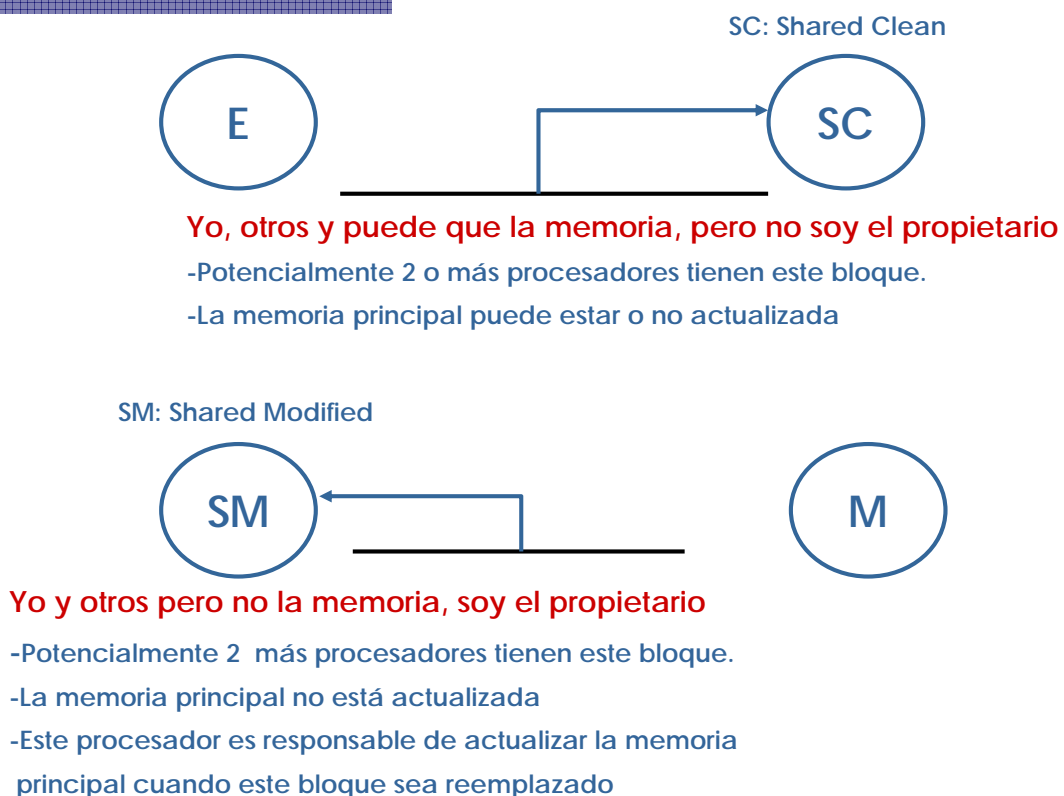 SC: Shared Clean
E
SC
Yo, otros y puede que la memoria, pero no soy el propietario
-Potencialmente 2 o más procesadores tienen este bloque.
-La memoria principal puede estar o no actualizada
SM: Shared Modified
SM
M
Yo y otros pero no la memoria, soy el propietario
-Potencialmente 2 más procesadores tienen este bloque.
-La memoria principal no está actualizada
-Este procesador es responsable de actualizar la memoria
principal cuando este bloque sea reemplazado